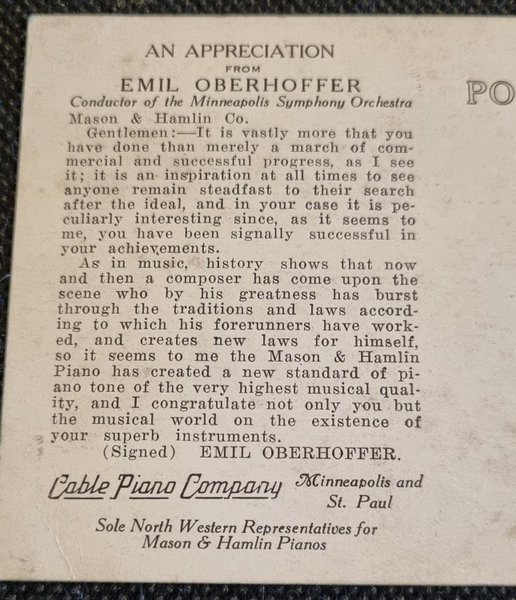 AN APPRECIATION
FROM
EMIL OBERHOFFER
Conductor of the Minneapolis Symphony Orchestra
Mason & Hamlin Co.
Gentlemen:—It is vastly more that you
have done than merely a march of com-
mercial and successful progress, as I see
it; it is an inspiration at all times to see
anyone remain steadfast to their search
after the ideal, and in your case it is pe-
culiarly interesting since, as it seems to
me, you have been signally successful in
your achievements.
As in music, history shows that now
and then a composer has come upon the
scene who by his greatness has burst
through the traditions and laws accord-
ing to which his forerunners have work-
ed, and creates new laws for himself,
so it seems to me the Mason & Hamlin
Piano has created a new standard of pi-
ano tone of the very highest musical qual-
ity, and I congratulate not only you but
the musical world on the existence of
your superb instruments.
(Signed) EMIL OBERHOFFER.
Cable Piano Company Minneapolis and
St. Paul
Sole North Western Representatives for
Mason & Hamlin Pianos
PO